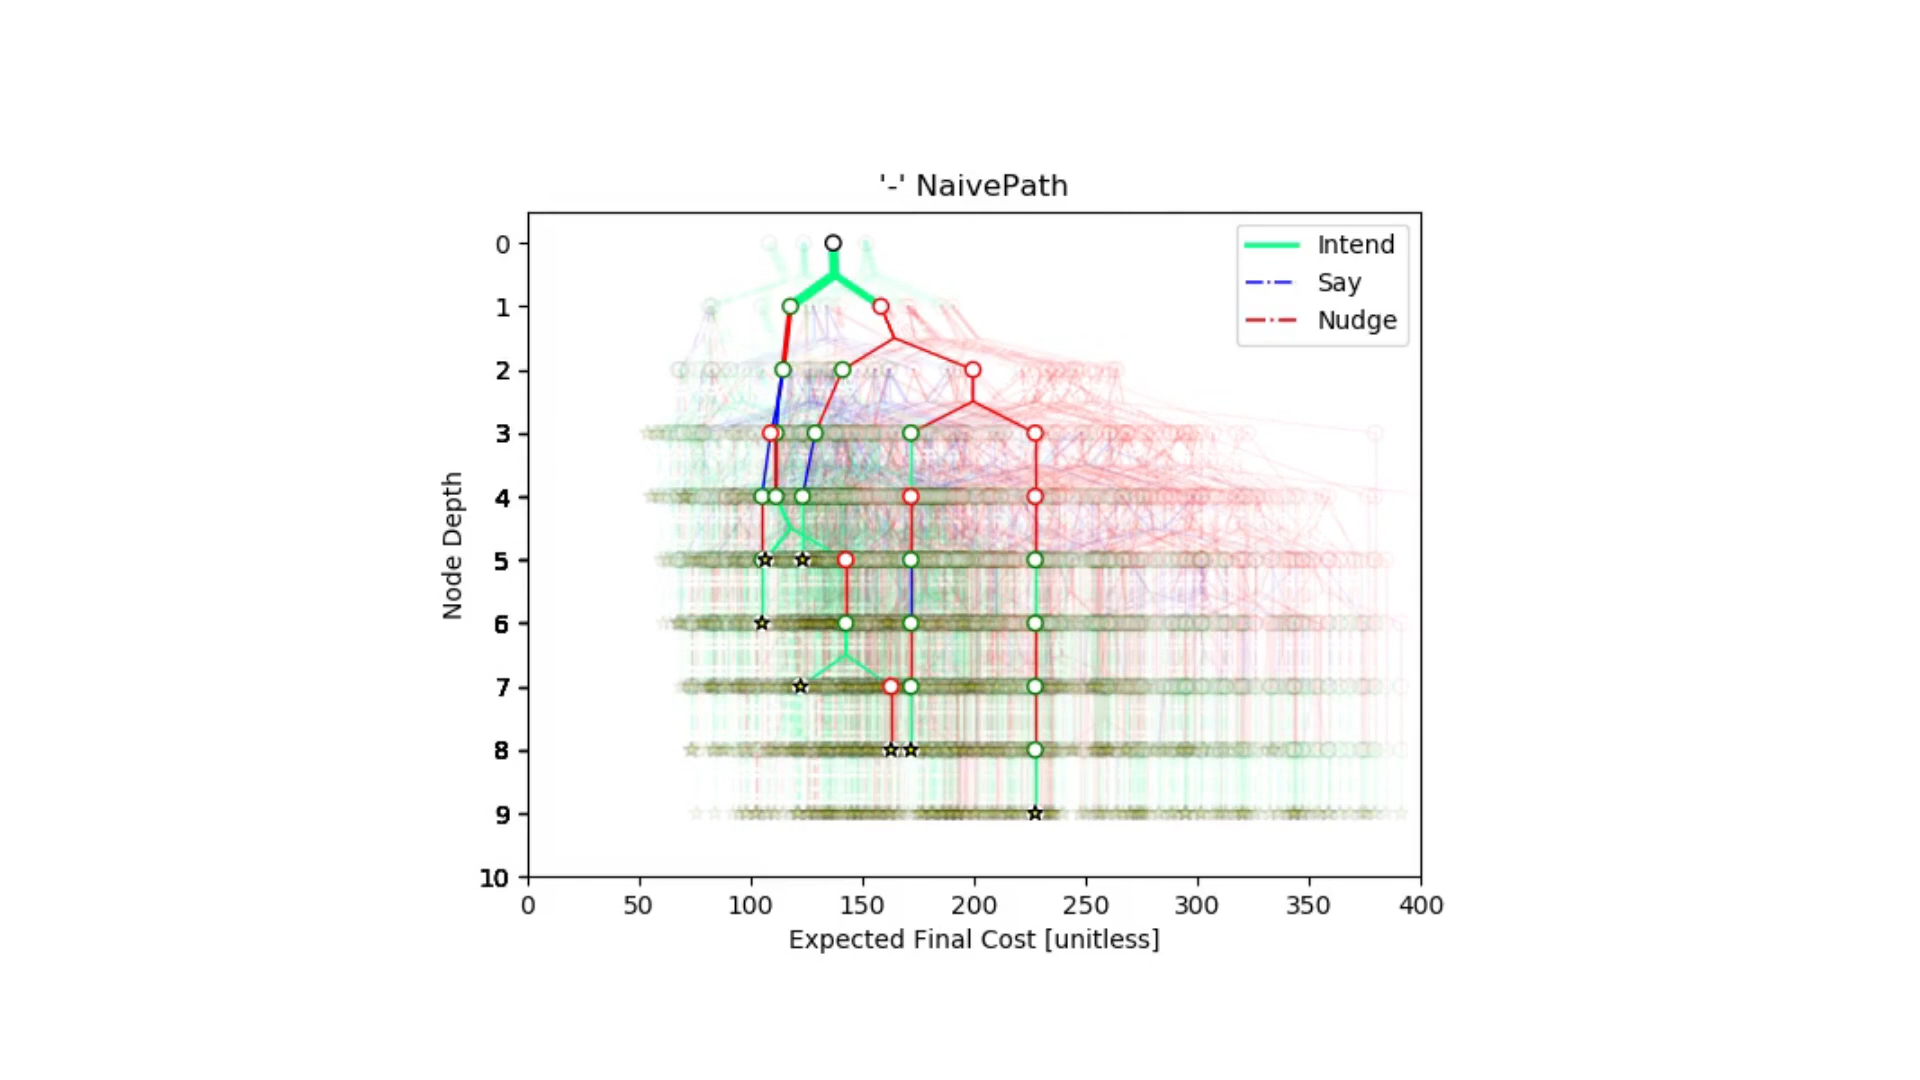 '-' NaivePath
Intend
Say
Nudge
Node Depth
0
1
2
3
4
5
6
7
8
9
10
0 50 100 150 200 250 300 350 400
Expected Final Cost [unitless]